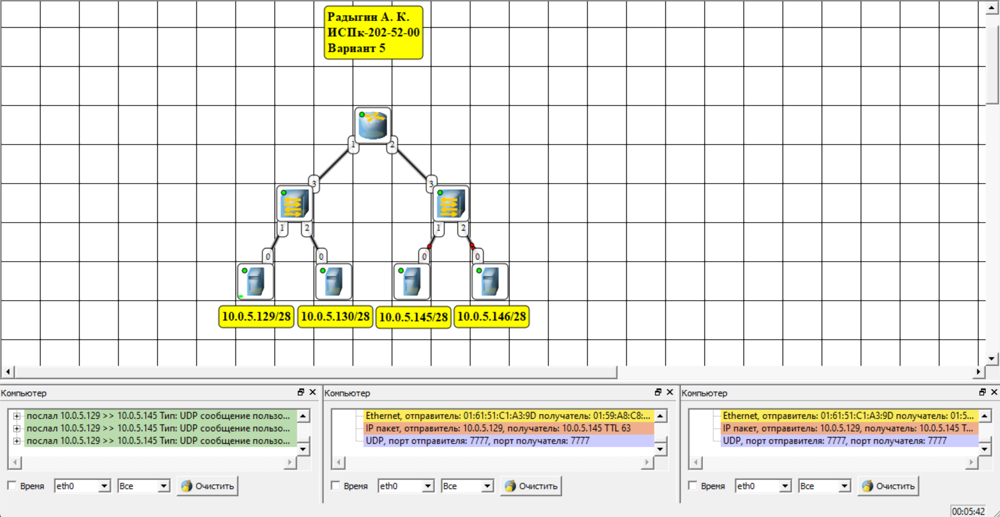 Радыгин А. К.
ИСПк-202-52-00
Вариант 5
1
2
3
3
1
2
1
2
0
0
0
0
10.0.5.129/28
10.0.5.130/28
10.0.5.145/28
10.0.5.146/28
Компьютер
послал 10.0.5.129 >> 10.0.5.145 Тип: UDP сообщение пользо...
послал 10.0.5.129 >> 10.0.5.145 Тип: UDP сообщение пользо...
послал 10.0.5.129 >> 10.0.5.145 Тип: UDP сообщение пользо...
Время
eth0
Все
Очистить
Компьютер
Ethernet, отправитель: 01:61:51:C1:A3:9D получатель: 01:59:A8:C8:...
IP пакет, отправитель: 10.0.5.129, получатель: 10.0.5.145 TTL 63
UDP, порт отправителя: 7777, порт получателя: 7777
Время
eth0
Все
Очистить
Компьютер
Ethernet, отправитель: 01:61:51:C1:A3:9D получатель: 01:5...
IP пакет, отправитель: 10.0.5.129, получатель: 10.0.5.145 T...
UDP, порт отправителя: 7777, порт получателя: 7777
Время
eth0
Все
Очистить
00:05:42